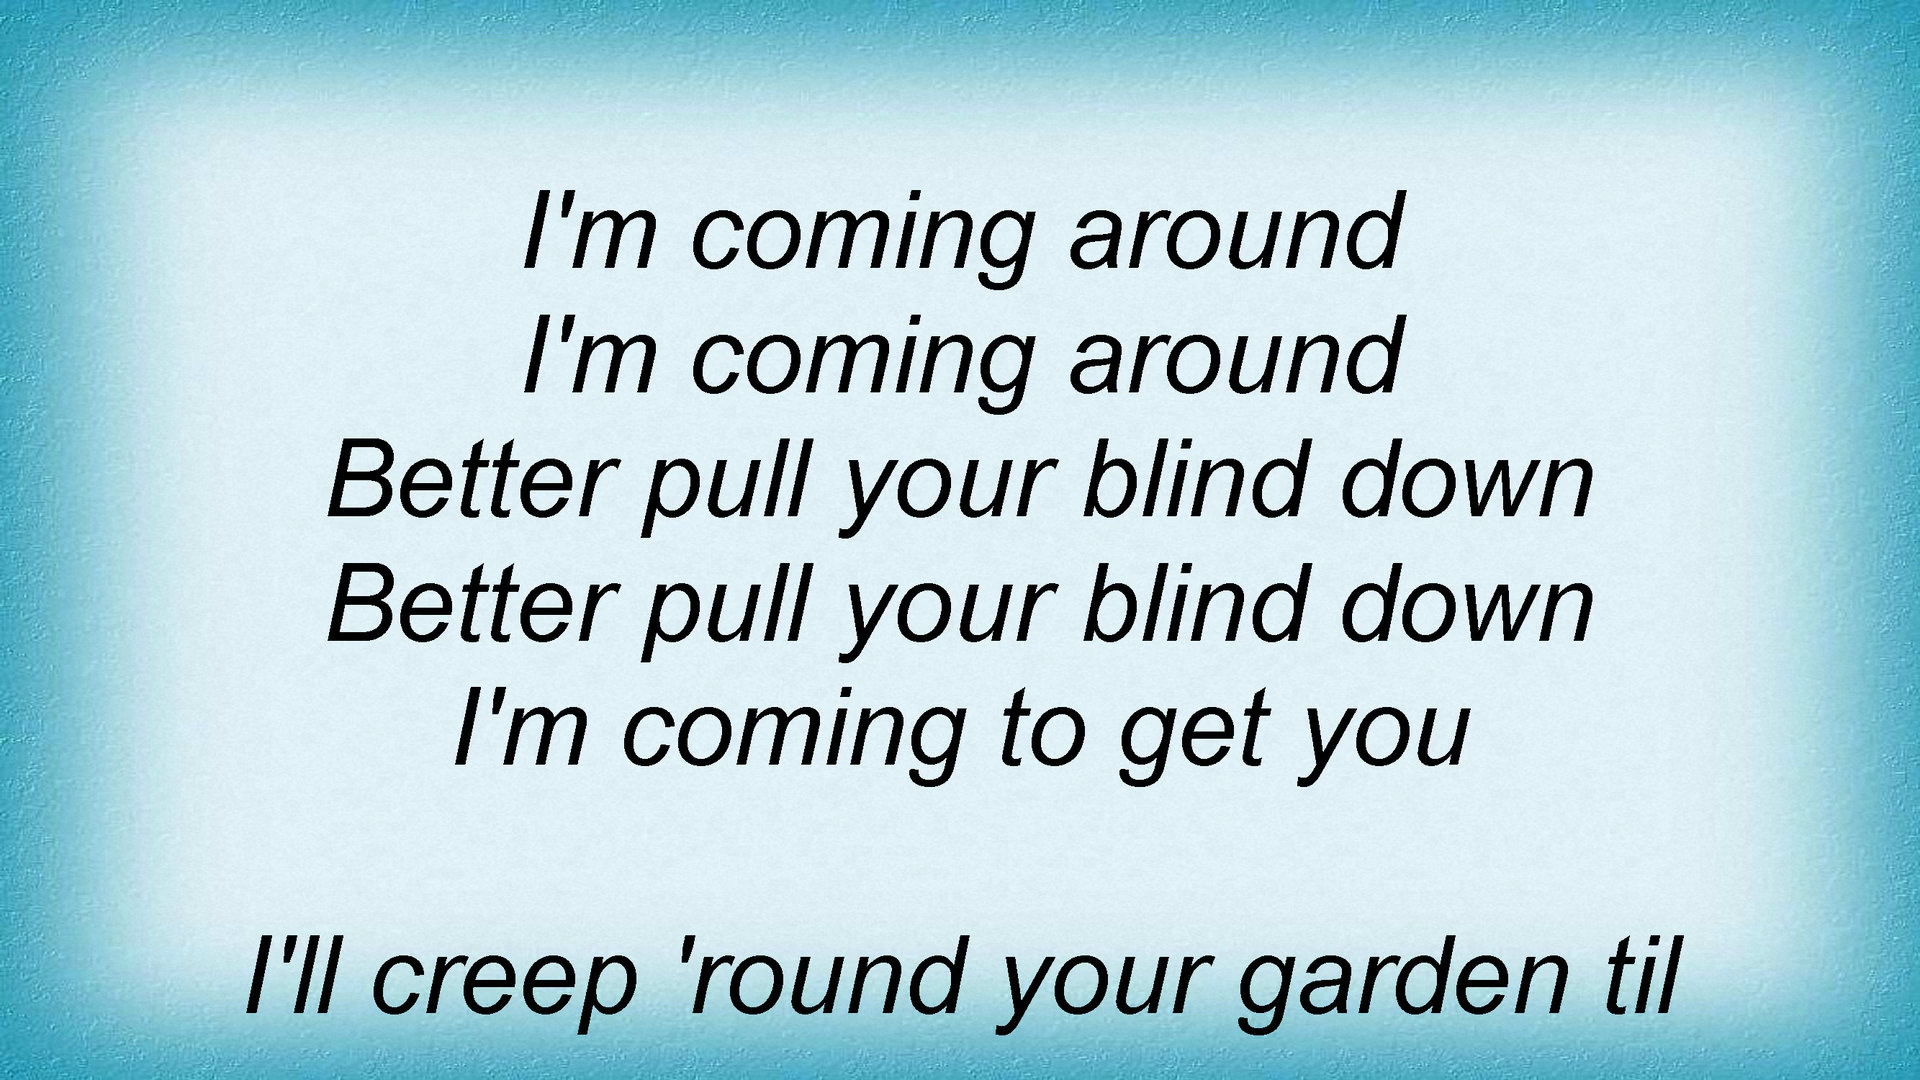 I'm coming around
I'm coming around
Better pull your blind down
Better pull your blind down
I'm coming to get you
I'll creep 'round your garden til